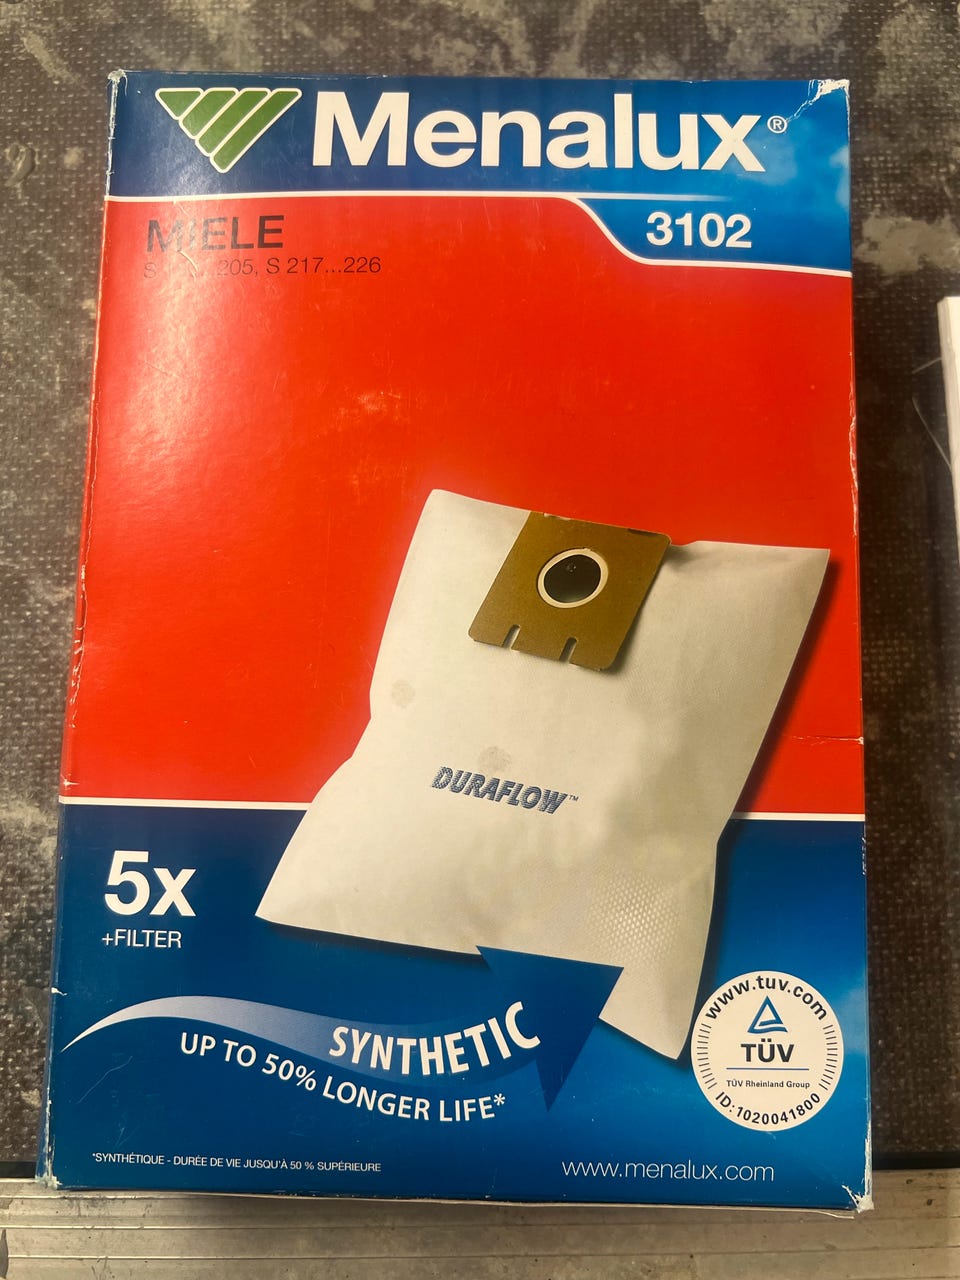 Menalux®
3102
MIELE
S ...205, S 217...226
DURAFLOW™
5x
+FILTER
SYNTHETIC
UP TO 50% LONGER LIFE*
www.tuv.com
TÜV
TÜV Rheinland Group
ID:1020041800
*SYNTHÉTIQUE - DURÉE DE VIE JUSQU'À 50 % SUPÉRIEURE
www.menalux.com